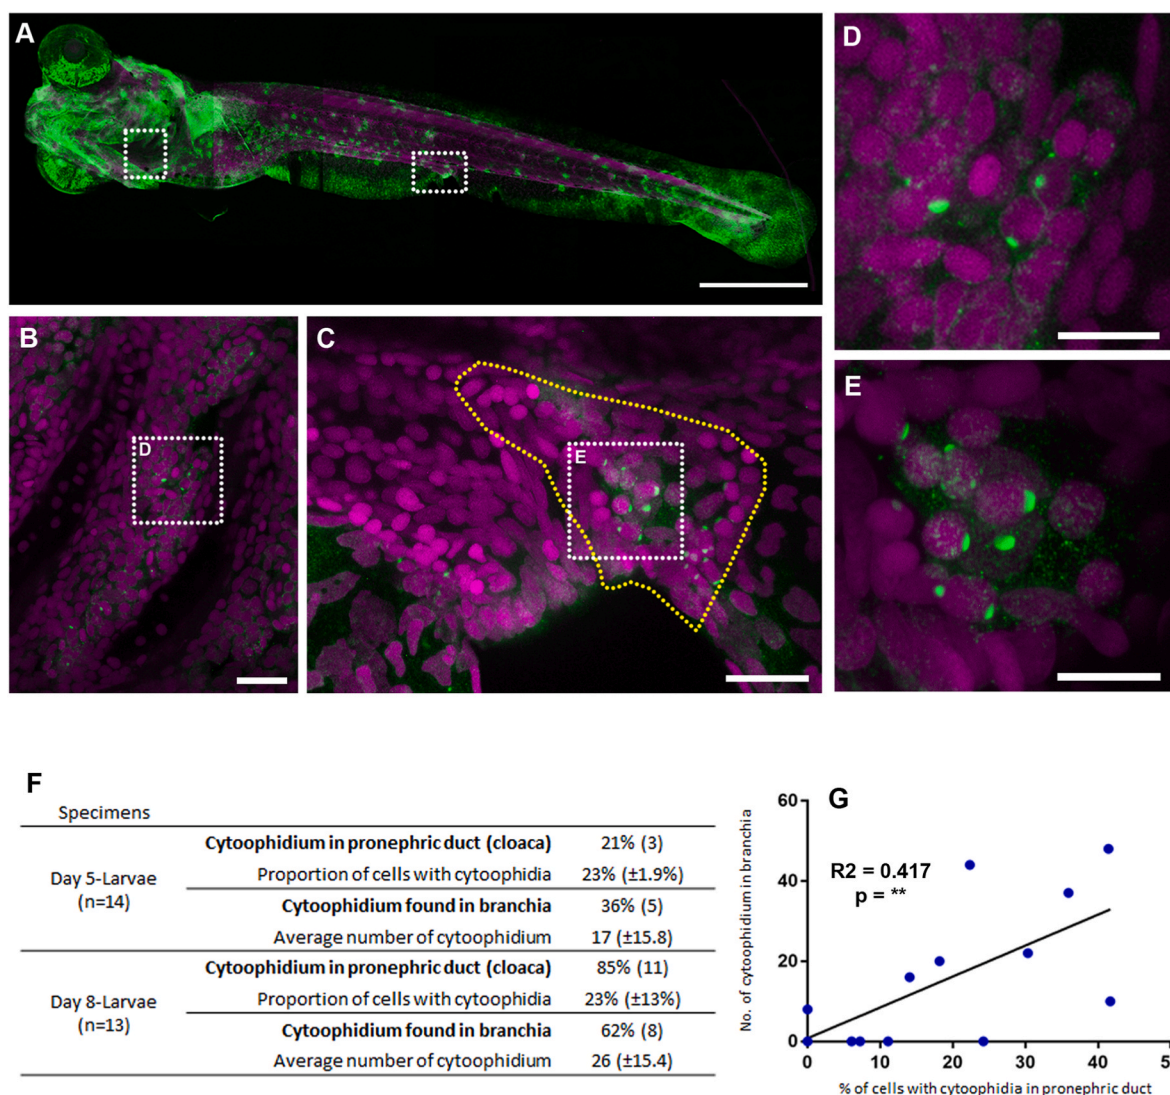 A
B
D
C
E
D
E
F
Specimens
Day 5-Larvae
(n=14)
Cytoophidium in pronephric duct (cloaca) 21% (3)
Proportion of cells with cytoophidia 23% (±1.9%)
Cytoophidium found in branchia 36% (5)
Average number of cytoophidium 17 (±15.8)
Day 8-Larvae
(n=13)
Cytoophidium in pronephric duct (cloaca) 85% (11)
Proportion of cells with cytoophidia 23% (±13%)
Cytoophidium found in branchia 62% (8)
Average number of cytoophidium 26 (±15.4)
G
R2 = 0.417
p = **
No. of cytoophidium in branchia
60
40
20
0
0 10 20 30 40 5
% of cells with cytoophidia in pronephric duct